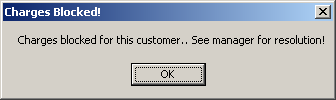 Charges Blocked!
Charges blocked for this customer.. See manager for resolution!
OK